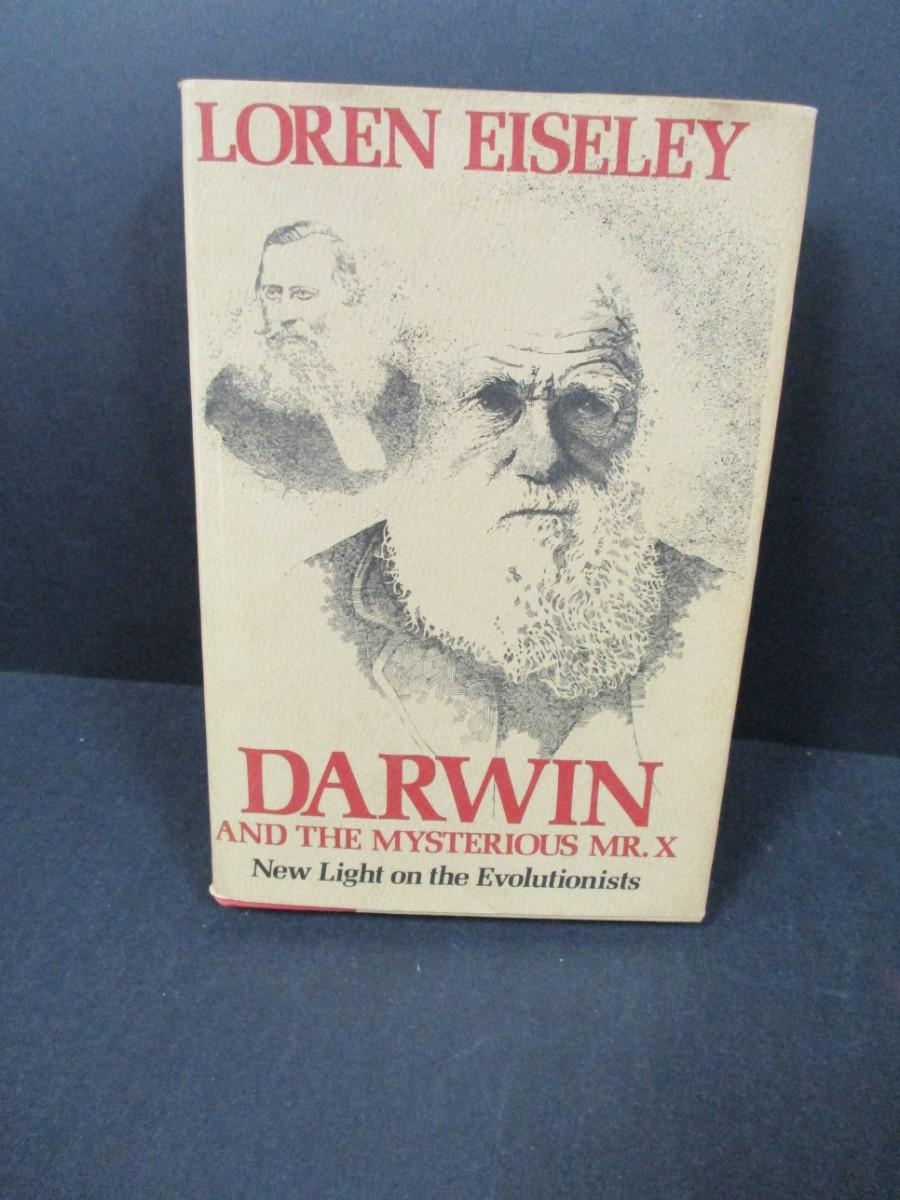 LOREN EISELEY
DARWIN
AND THE MYSTERIOUS MR. X
New Light on the Evolutionists